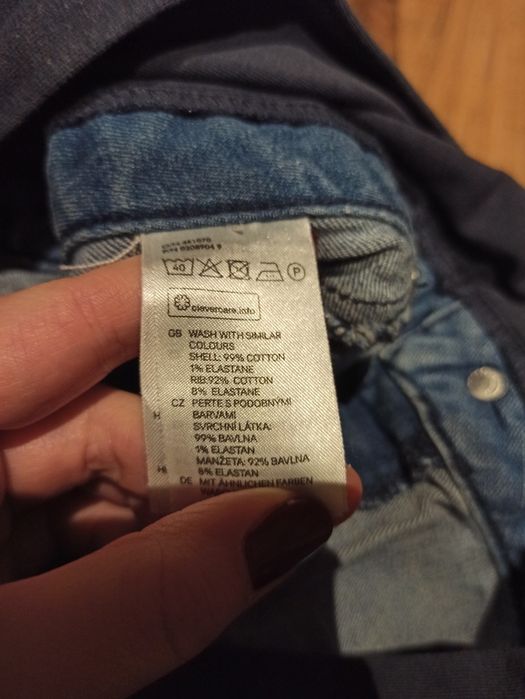 40 P
clevercare.info
GB WASH WITH SIMILAR
COLOURS
SHELL: 99% COTTON
1% ELASTANE
RIB:92% COTTON
8% ELASTANE
CZ PERTE S PODOBNÝMI
BARVAMI
SVRCHNÍ LÁTKA:
99% BAVLNA
1% ELASTAN
MANŽETA: 92% BAVLNA
8% ELASTAN
DE MIT ÄHNLICHEN FARBEN